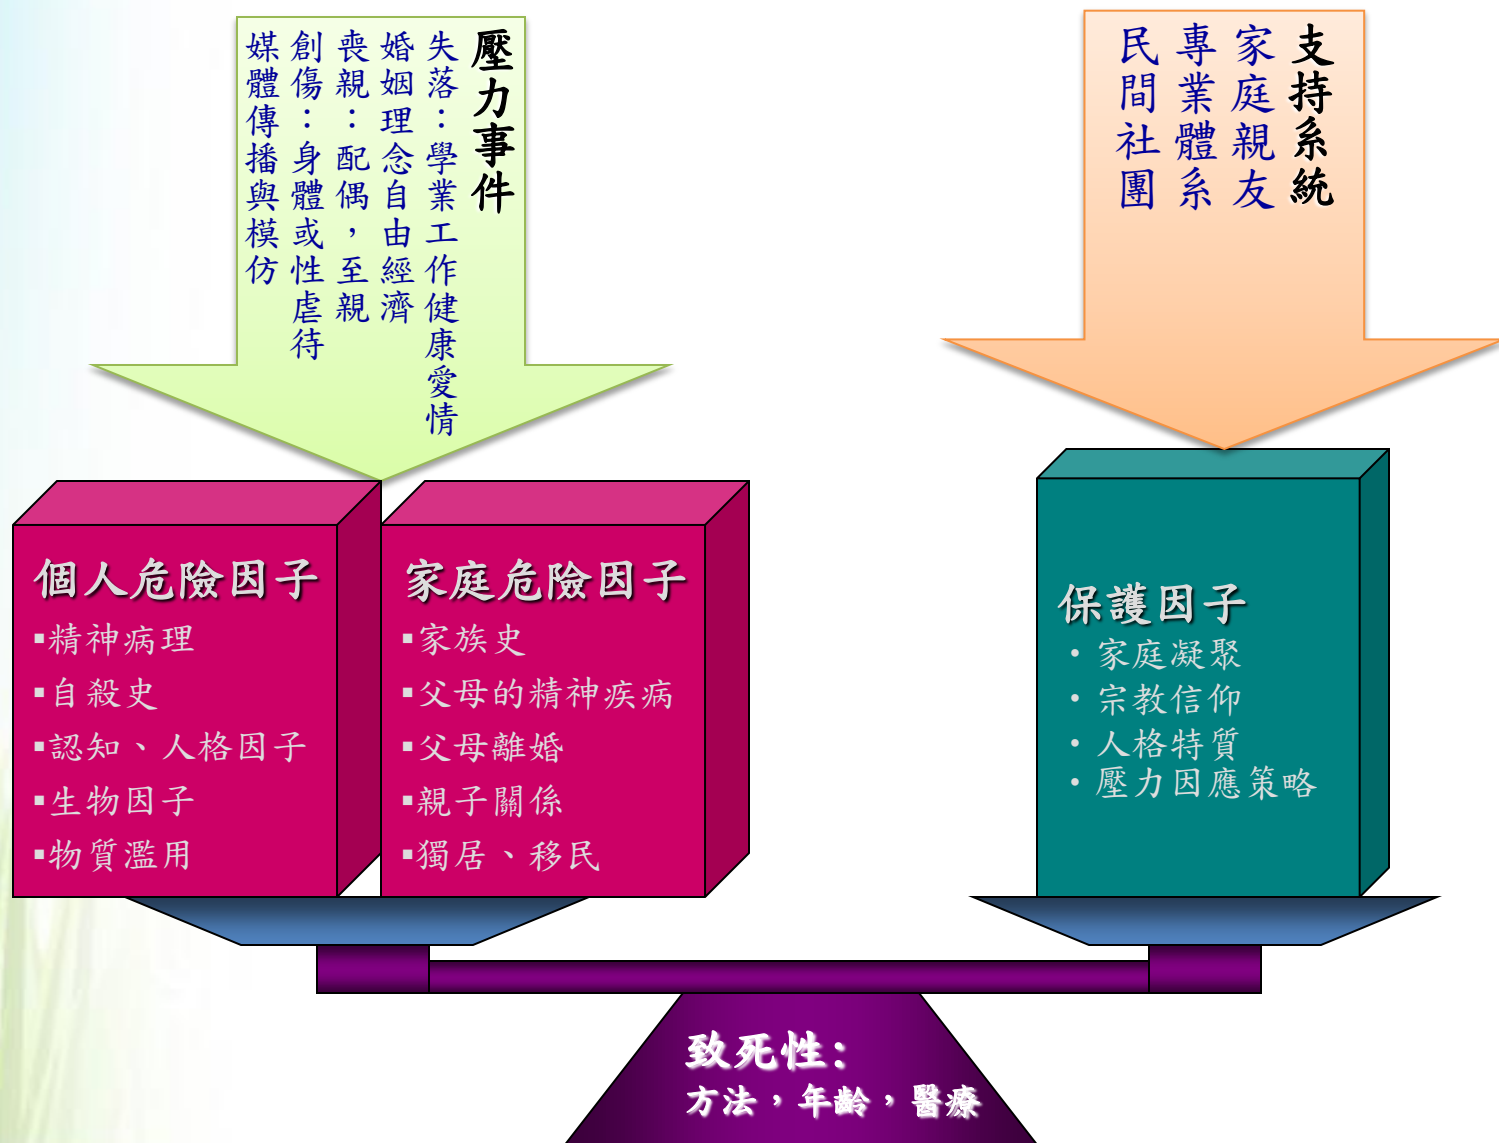 壓力事件
失落：學業工作健康愛情
婚姻理念自由經濟
喪親：配偶，至親
創傷：身體或性虐待
媒體傳播與模仿
支持系統
家庭親友
專業體系
民間社團
個人危險因子
▪精神病理
▪自殺史
▪認知、人格因子
▪生物因子
▪物質濫用
家庭危險因子
▪家族史
▪父母的精神疾病
▪父母離婚
▪親子關係
▪獨居、移民
保護因子
• 家庭凝聚
• 宗教信仰
• 人格特質
• 壓力因應策略
致死性:
方法，年齡，醫療